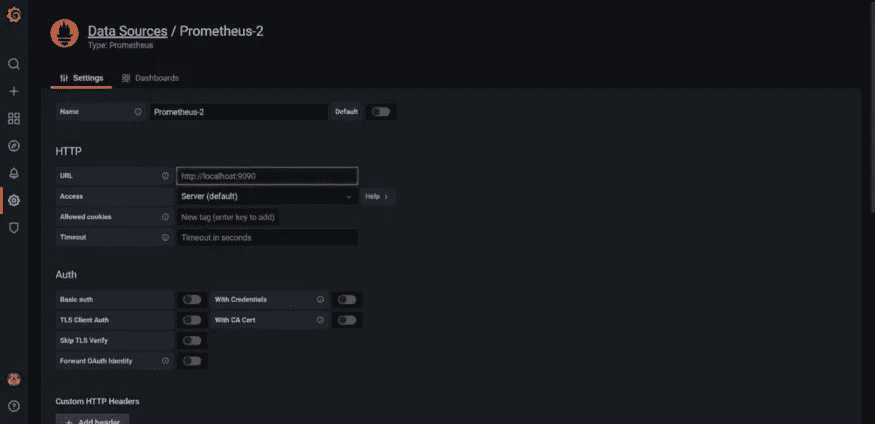 Data Sources / Prometheus-2
Type: Prometheus
Settings Dashboards
Name Prometheus-2 Default
HTTP
URL http://localhost:9090
Access Server (default) Help >
Allowed cookies New tag (enter key to add)
Timeout Timeout in seconds
Auth
Basic auth With Credentials
TLS Client Auth With CA Cert
Skip TLS Verify
Forward OAuth Identity
Custom HTTP Headers
+ Add header